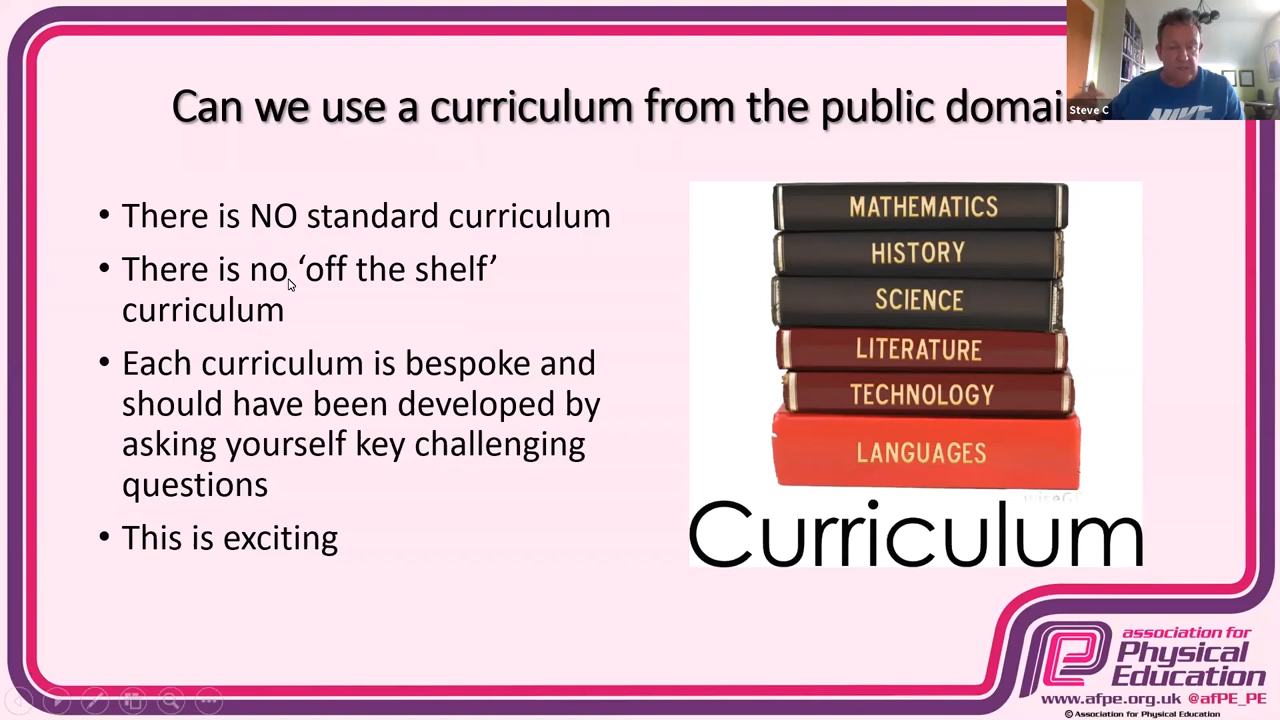 Can we use a curriculum from the public domain
Steve C
NIKE
• There is NO standard curriculum
• There is no ‘off the shelf’
curriculum
• Each curriculum is bespoke and
should have been developed by
asking yourself key challenging
questions
• This is exciting
MATHEMATICS
HISTORY
SCIENCE
LITERATURE
TECHNOLOGY
LANGUAGES
Curriculum
association for
Physical
Education
www.afpe.org.uk @afPE_PE
© Association for Physical Education